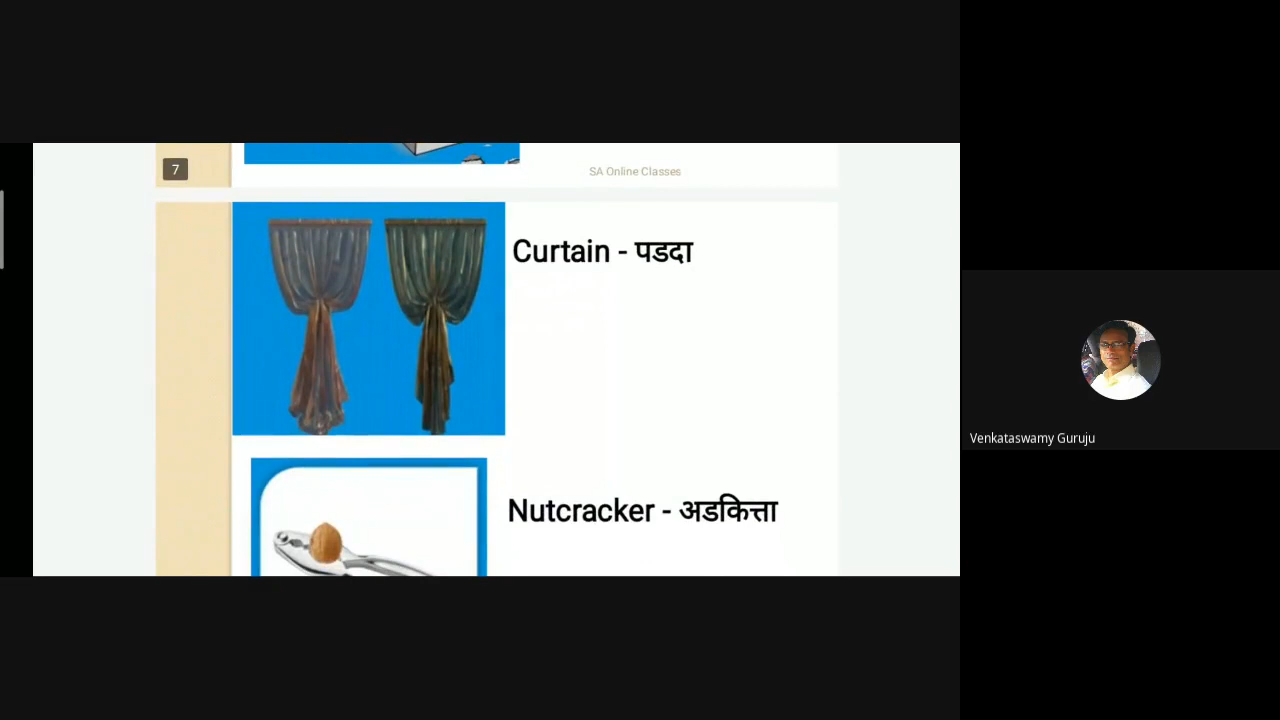 7
SA Online Classes
Curtain - पडदा
Nutcracker - अडकित्ता
Venkataswamy Guruju